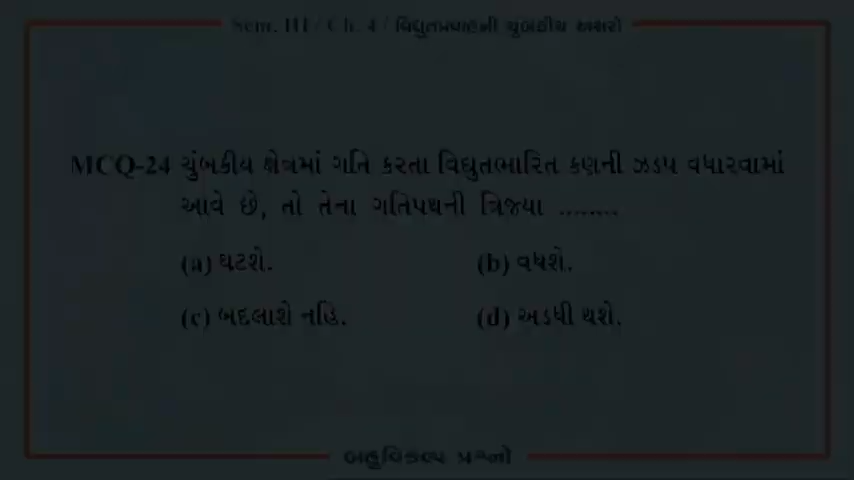 Sem. III / Ch. 4 / વિદ્યુતપ્રવાહની ચુંબકીય અસરો
MCQ-24 ચુંબકીય ક્ષેત્રમાં ગતિ કરતા વિદ્યુતભારિત કણની ઝડપ વધારવામાં
આવે છે, તો તેના ગતિપથની ત્રિજ્યા ........
(a) ઘટશે. (b) વધશે.
(c) બદલાશે નહિ. (d) અડધી થશે.
બહુવિકલ્પ પ્રશ્નો